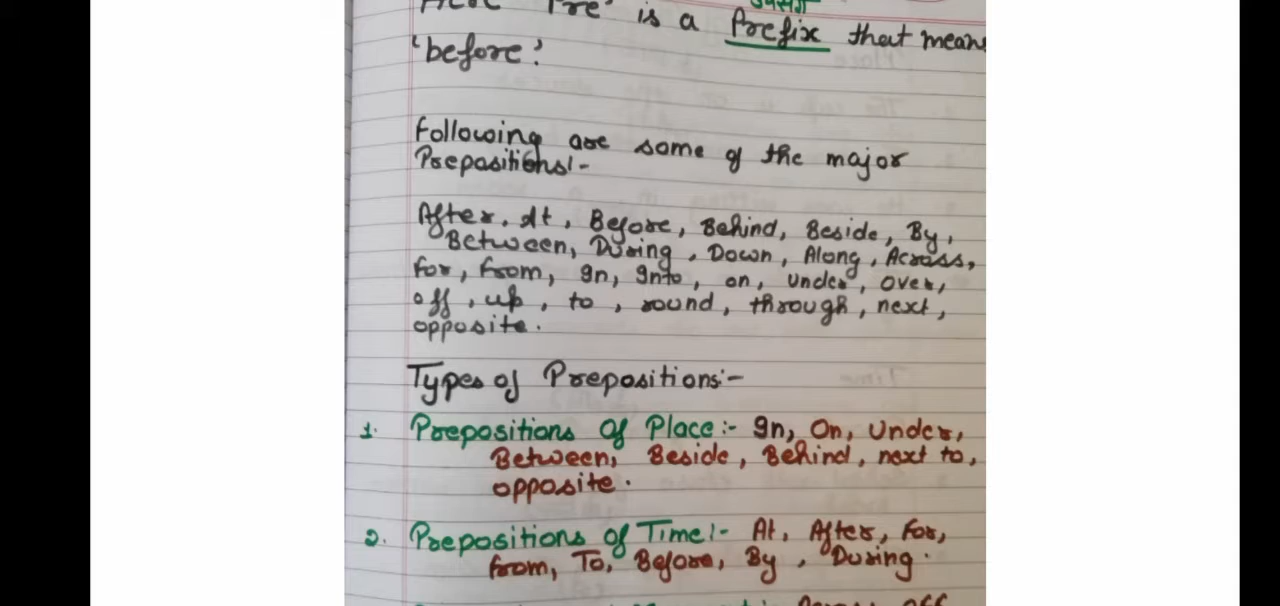 उपसर्ग
Here 'Pre' is a Prefix that means
'before'.
Following are some of the major
Prepasitions!-
After, At, Before, Behind, Beside, By,
Between, During, Down, Along, Across,
for, from, In, Into, on, under, over,
off, up, to, round, through, next,
opposite.
Types of Prepositions:-
1. Prepositions of Place:- In, On, Under,
Between, Beside, Behind, next to,
opposite.
2. Prepositions of Time!- At, After, For,
from, To, Before, By, During.